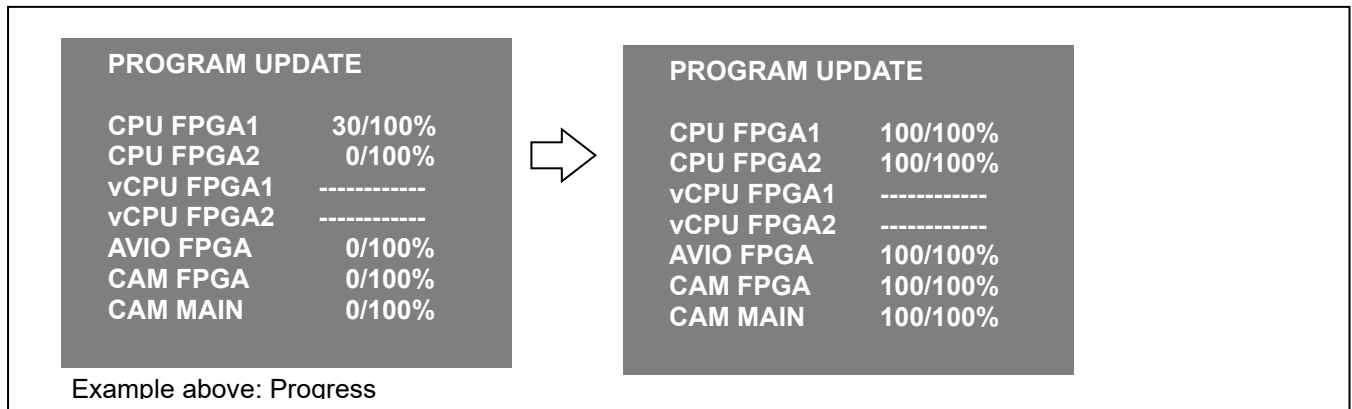 PROGRAM UPDATE
CPU FPGA1 30/100%
CPU FPGA2 0/100%
vCPU FPGA1 ------------
vCPU FPGA2 ------------
AVIO FPGA 0/100%
CAM FPGA 0/100%
CAM MAIN 0/100%
PROGRAM UPDATE
CPU FPGA1 100/100%
CPU FPGA2 100/100%
vCPU FPGA1 ------------
vCPU FPGA2 ------------
AVIO FPGA 100/100%
CAM FPGA 100/100%
CAM MAIN 100/100%
Example above: Progress